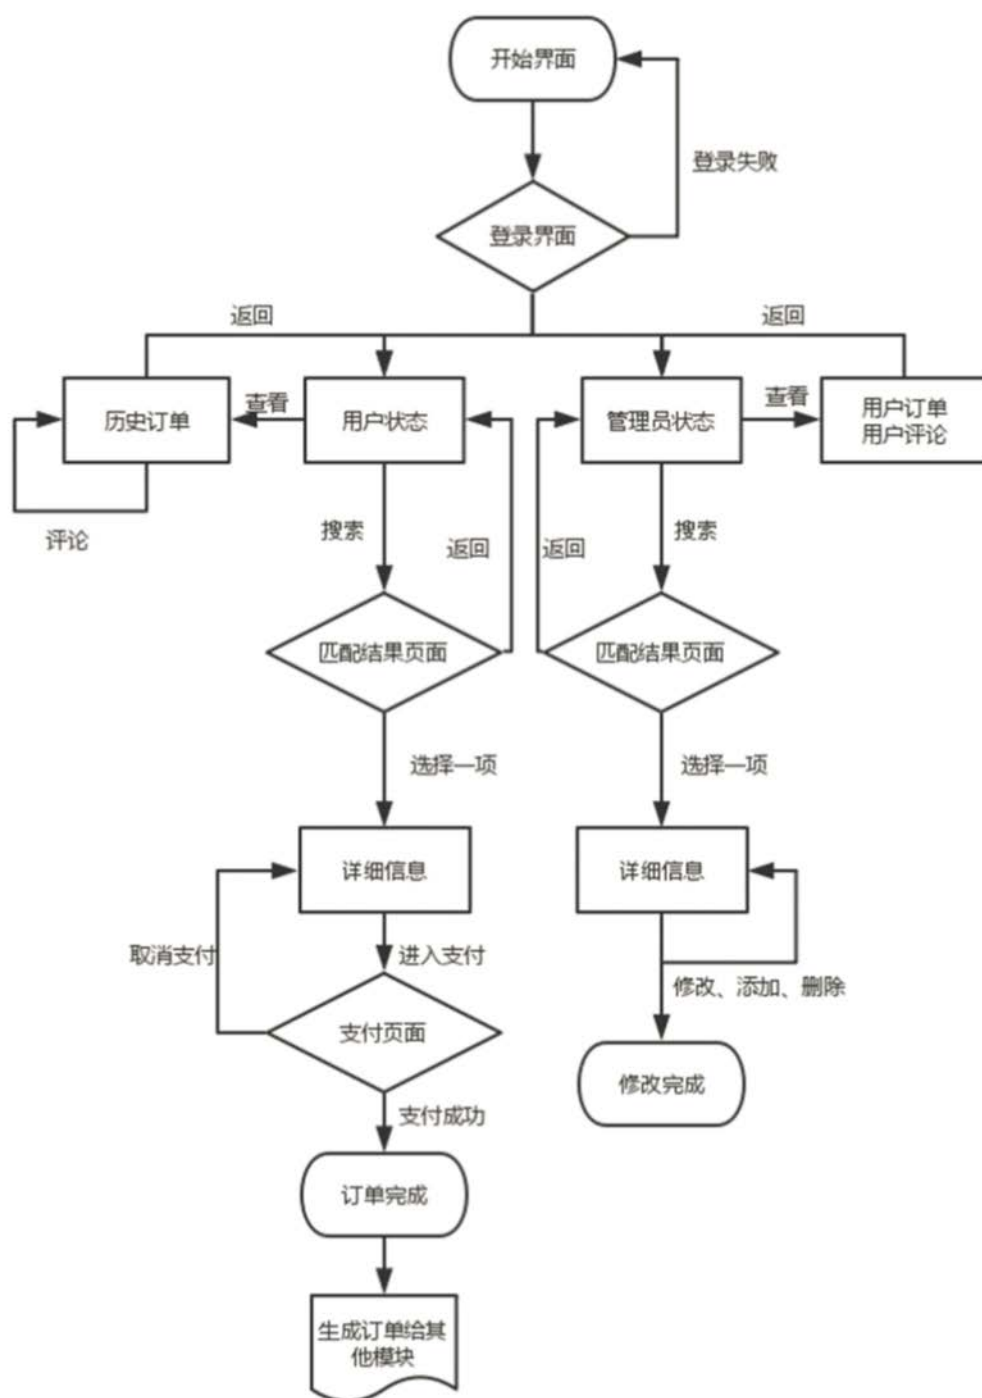 开始界面
登录失败
登录界面
返回
返回
历史订单
查看
用户状态
管理员状态
查看
用户订单
用户评论
评论
搜索
返回
返回
搜索
匹配结果页面
匹配结果页面
选择一项
选择一项
详细信息
详细信息
取消支付
进入支付
修改、添加、删除
支付页面
修改完成
支付成功
订单完成
生成订单给其
他模块